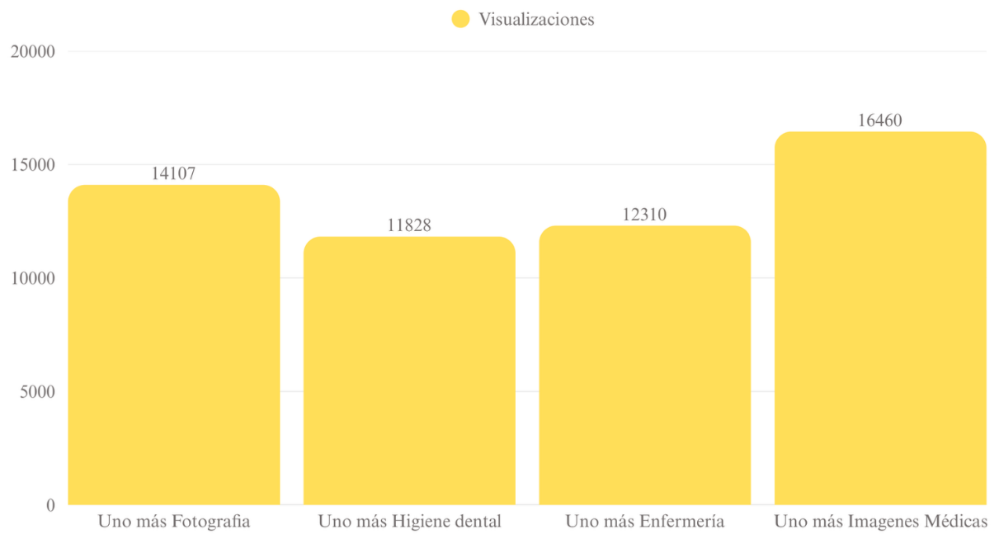 Visualizaciones
20000
15000
10000
5000
0
14107
11828
12310
16460
Uno más Fotografia
Uno más Higiene dental
Uno más Enfermería
Uno más Imagenes Médicas